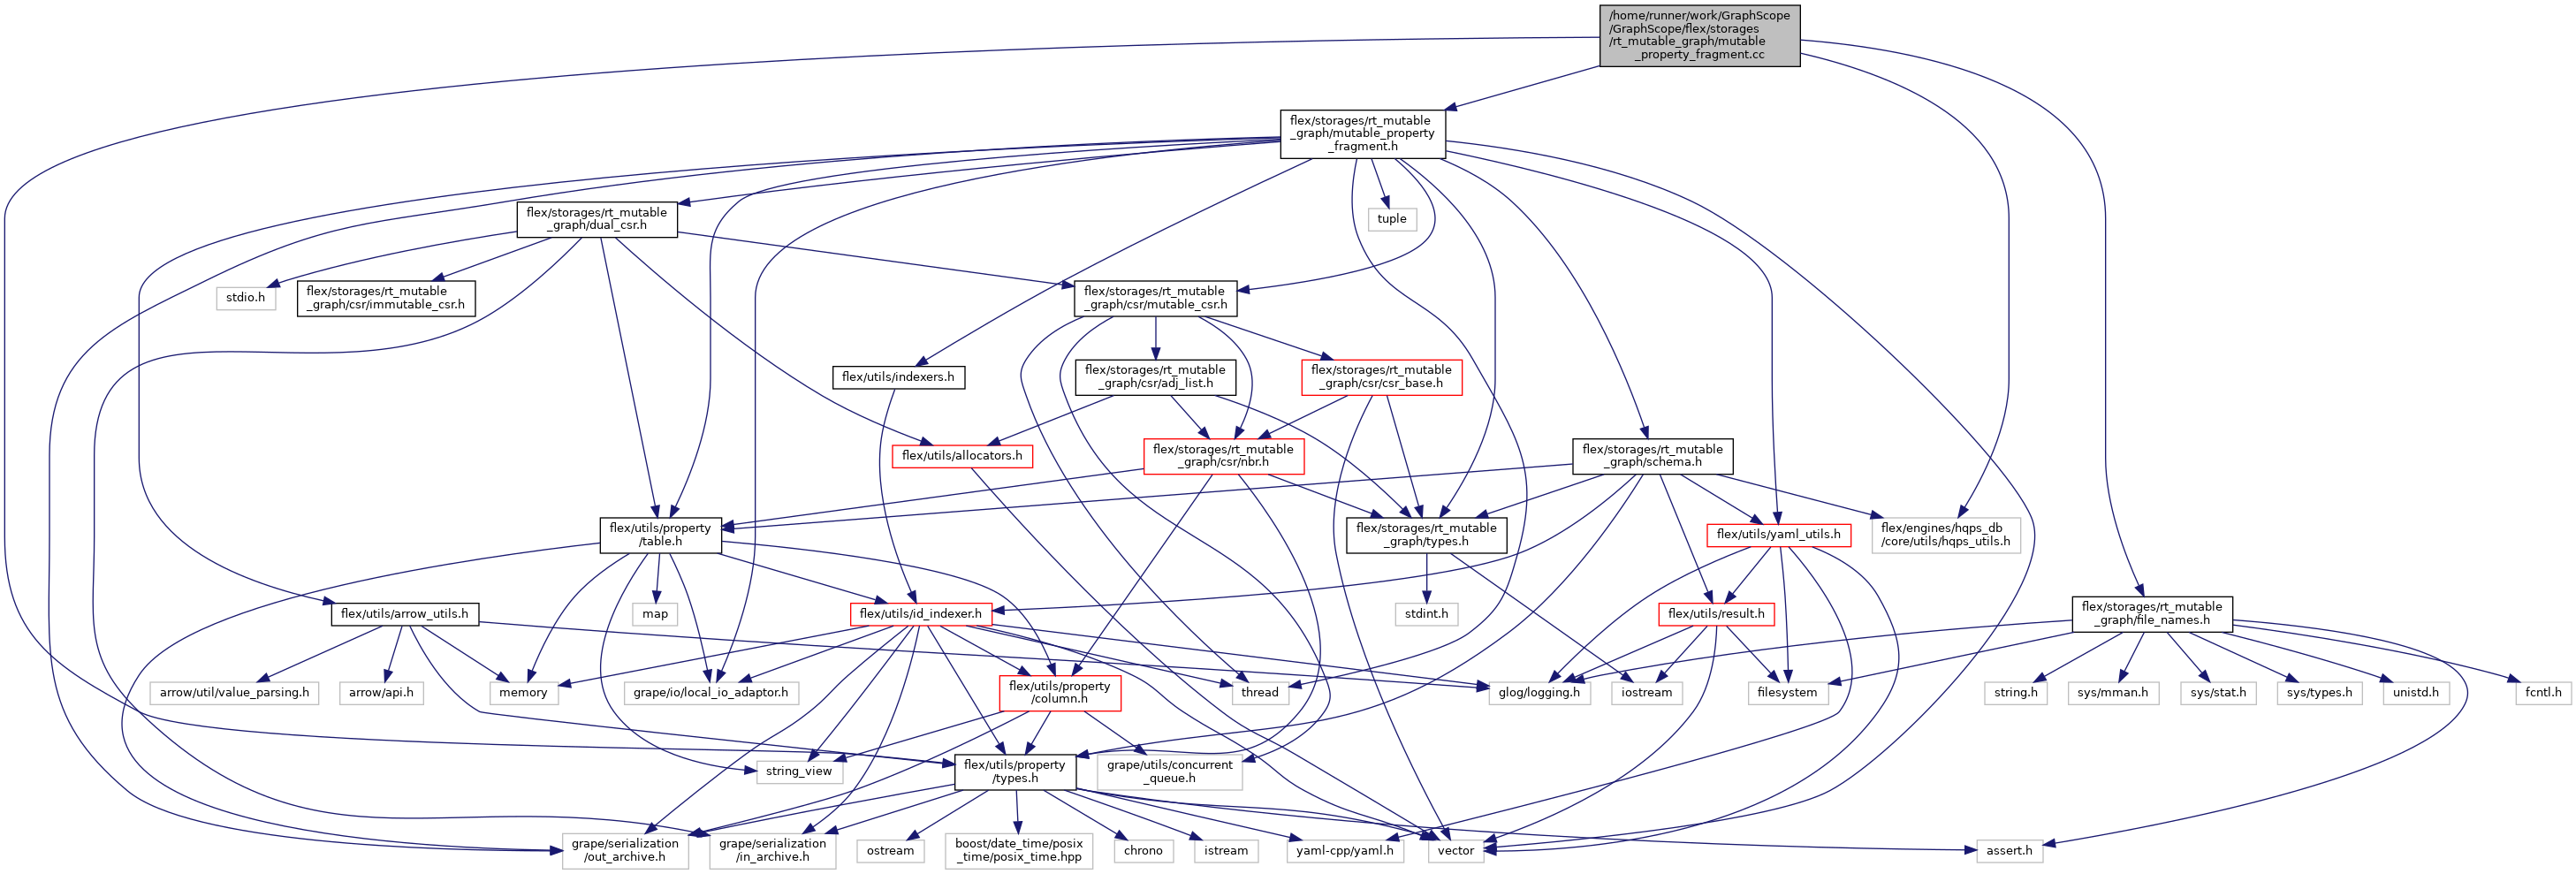 /home/runner/work/GraphScope
/GraphScope/flex/storages
/rt_mutable_graph/mutable
_property_fragment.cc
flex/storages/rt_mutable
_graph/mutable_property
_fragment.h
flex/storages/rt_mutable
_graph/dual_csr.h
tuple
stdio.h
flex/storages/rt_mutable
_graph/csr/immutable_csr.h
flex/storages/rt_mutable
_graph/csr/mutable_csr.h
flex/utils/indexers.h
flex/storages/rt_mutable
_graph/csr/adj_list.h
flex/storages/rt_mutable
_graph/csr/csr_base.h
flex/utils/allocators.h
flex/storages/rt_mutable
_graph/csr/nbr.h
flex/storages/rt_mutable
_graph/schema.h
flex/utils/property
/table.h
flex/storages/rt_mutable
_graph/types.h
flex/utils/yaml_utils.h
flex/engines/hqps_db
/core/utils/hqps_utils.h
flex/utils/arrow_utils.h
map
flex/utils/id_indexer.h
stdint.h
flex/utils/result.h
flex/storages/rt_mutable
_graph/file_names.h
arrow/util/value_parsing.h
arrow/api.h
memory
grape/io/local_io_adaptor.h
flex/utils/property
/column.h
thread
glog/logging.h
iostream
filesystem
string.h
sys/mman.h
sys/stat.h
sys/types.h
unistd.h
fcntl.h
string_view
flex/utils/property
/types.h
grape/utils/concurrent
_queue.h
grape/serialization
/out_archive.h
grape/serialization
/in_archive.h
ostream
boost/date_time/posix
_time/posix_time.hpp
chrono
istream
yaml-cpp/yaml.h
vector
assert.h